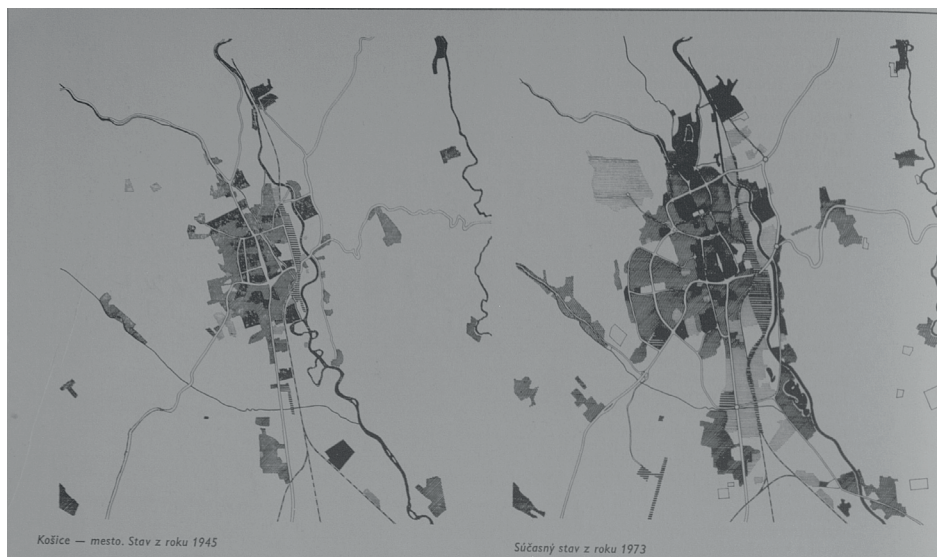 Košice — mesto. Stav z roku 1945
Súčasný stav z roku 1973